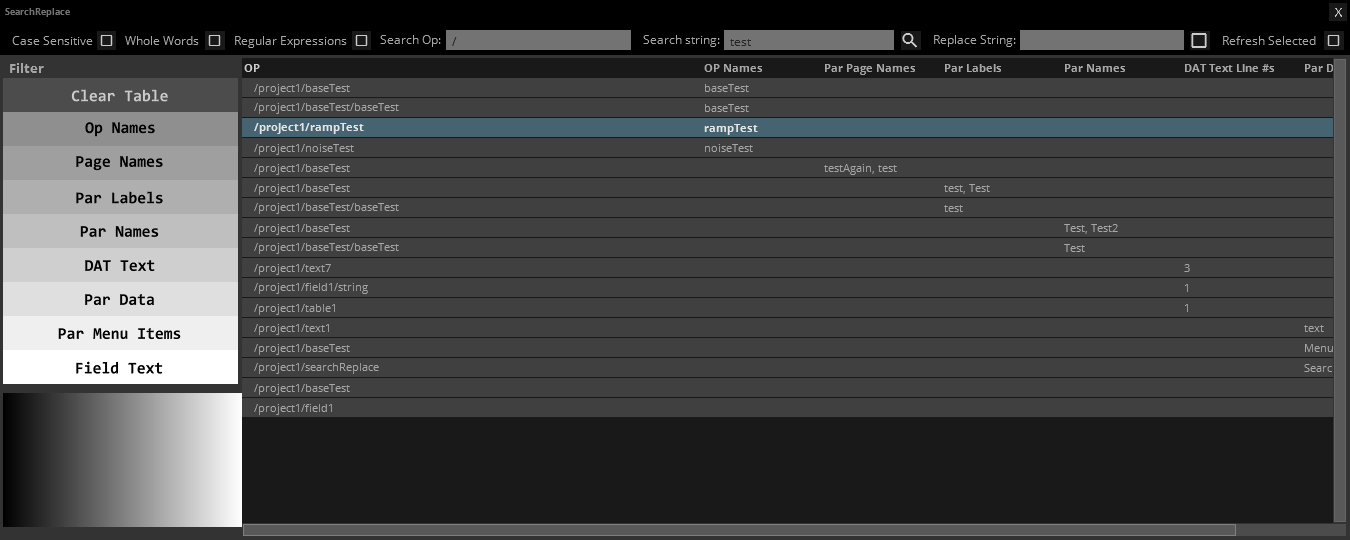 SearchReplace X
Case Sensitive Whole Words Regular Expressions Search Op: / Search string: test Replace String: Refresh Selected
Filter OP OP Names Par Page Names Par Labels Par Names DAT Text LIne #s Par D
Clear Table
Op Names
Page Names
Par Labels
Par Names
DAT Text
Par Data
Par Menu Items
Field Text
/project1/baseTest baseTest
/project1/baseTest/baseTest baseTest
/project1/rampTest rampTest
/project1/noiseTest noiseTest
/project1/baseTest testAgain, test
/project1/baseTest test, Test
/project1/baseTest/baseTest test
/project1/baseTest Test, Test2
/project1/baseTest/baseTest Test
/project1/text7 3
/project1/field1/string 1
/project1/table1 1
/project1/text1 text
/project1/baseTest Menu
/project1/searchReplace Searc
/project1/baseTest
/project1/field1